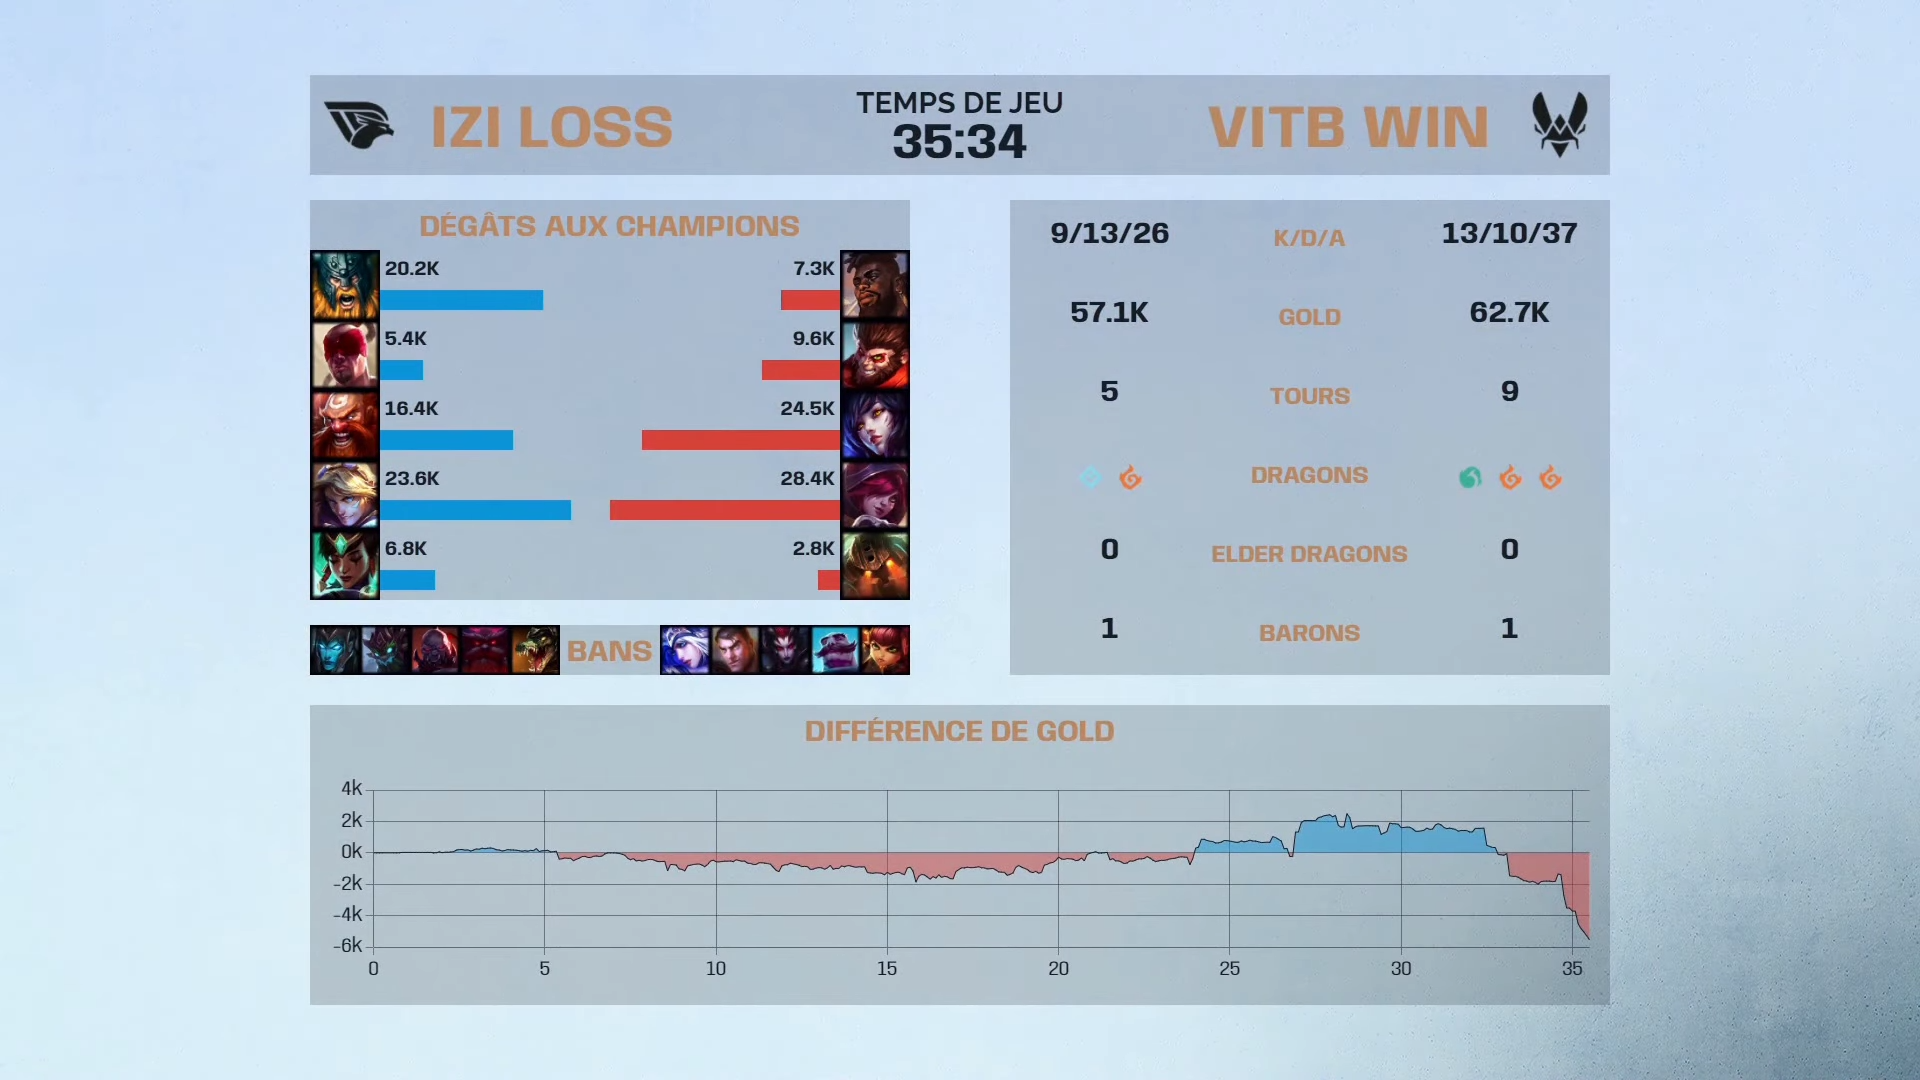 IZI LOSS
TEMPS DE JEU
35:34
VITB WIN
DÉGÂTS AUX CHAMPIONS
20.2K 7.3K
5.4K 9.6K
16.4K 24.5K
23.6K 28.4K
6.8K 2.8K
BANS
9/13/26 K/D/A 13/10/37
57.1K GOLD 62.7K
5 TOURS 9
DRAGONS
0 ELDER DRAGONS 0
1 BARONS 1
DIFFÉRENCE DE GOLD
4k
2k
0k
-2k
-4k
-6k
0 5 10 15 20 25 30 35